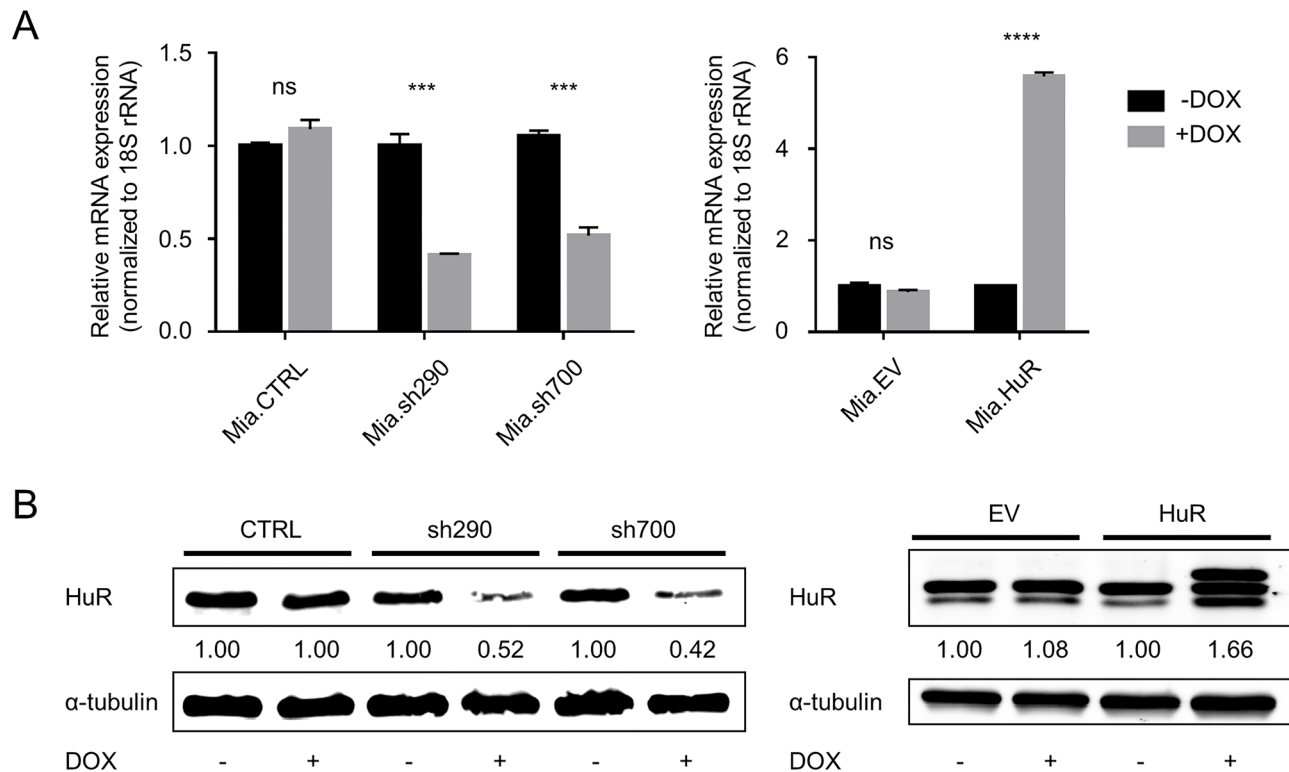 A
Relative mRNA expression
(normalized to 18S rRNA)
1.5
1.0
0.5
0.0
ns
***
***
Mia.CTRL
Mia.sh290
Mia.sh700
Relative mRNA expression
(normalized to 18S rRNA)
6
4
2
0
ns
****
Mia.EV
Mia.HuR
-DOX
+DOX
B
CTRL sh290 sh700
HuR
1.00 1.00 1.00 0.52 1.00 0.42
α-tubulin
DOX - + - + - +
EV HuR
HuR
1.00 1.08 1.00 1.66
α-tubulin
DOX - + - +